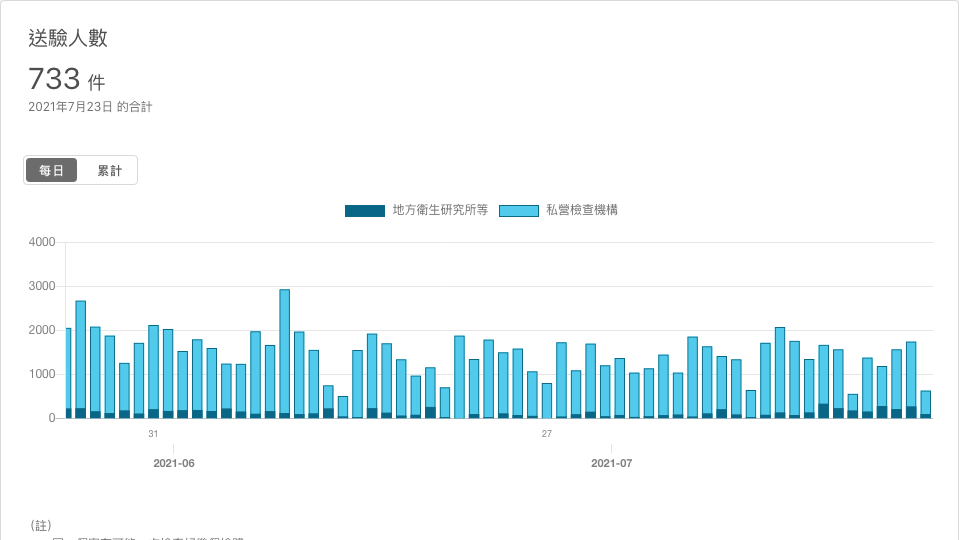 送驗人數
733 件
2021年7月23日 的合計
每日 累計
地方衛生研究所等 私營檢查機構
4000
3000
2000
1000
0
31 27
2021-06 2021-07
(註)